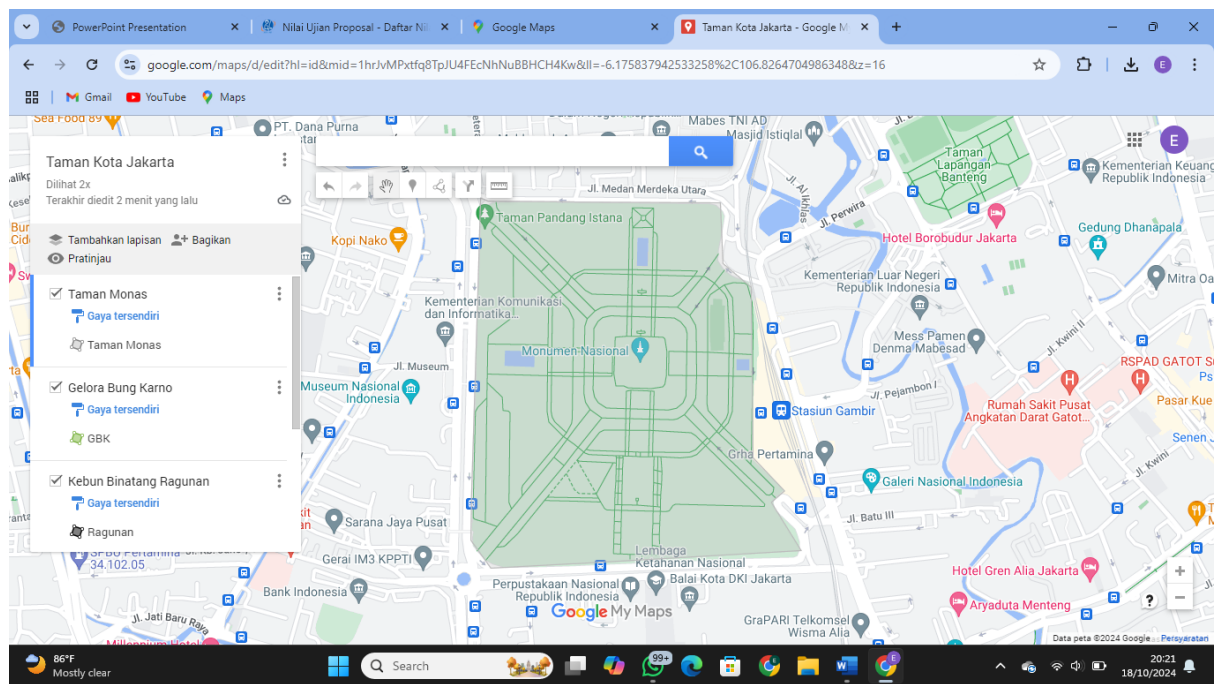 PowerPoint Presentation
Nilai Ujian Proposal - Daftar Nil
Google Maps
Taman Kota Jakarta - Google M
google.com/maps/d/edit?hl=id&mid=1hrJvMPxtfq8TpJU4FEcNhNuBBHCH4Kw&ll=-6.175837942533258%2C106.82647049863488&z=16
E
Gmail
YouTube
Maps
Sea Food 89
PT. Dana Purna
Mabes TNI AD
Masjid Istiqlal
Taman
Lapangan
Banteng
E
Kementerian Keuang
Republik Indonesia
Taman Kota Jakarta
Dilihat 2x
Terakhir diedit 2 menit yang lalu
Tambahkan lapisan
Bagikan
Pratinjau
Taman Monas
Gaya tersendiri
Taman Monas
Gelora Bung Karno
Gaya tersendiri
GBK
Kebun Binatang Ragunan
Gaya tersendiri
Ragunan
Jl. Medan Merdeka Utara
Jl. Al Ikhlas
Jl. Perwira
Taman Pandang Istana
Kopi Nako
Hotel Borobudur Jakarta
Gedung Dhanapala
Kementerian Luar Negeri
Republik Indonesia
Mitra Oa
Kementerian Komunikasi
dan Informatika...
Mess Pamen
Denma Mabesad
Jl. Kwini II
Monumen Nasional
Jl. Museum
Museum Nasional
Indonesia
RSPAD GATOT S
Jl. Pejambon I
Stasiun Gambir
Rumah Sakit Pusat
Angkatan Darat Gatot...
Pasar Kue
Senen
Jl. Kwini
Grha Pertamina
Galeri Nasional Indonesia
Sarana Jaya Pusat
Jl. Batu III
Gerai IM3 KPPTI
Lembaga
Ketahanan Nasional
SPBU Pertamina
34.102.05
Bank Indonesia
Perpustakaan Nasional
Republik Indonesia
Balai Kota DKI Jakarta
Hotel Gren Alia Jakarta
Google My Maps
Aryaduta Menteng
Jl. Jati Baru Raya
GraPARI Telkomsel
Wisma Alia
Millennium Hotel
Data peta ©2024 Google
Persyaratan
86°F
Mostly clear
Search
99+
20:21
18/10/2024